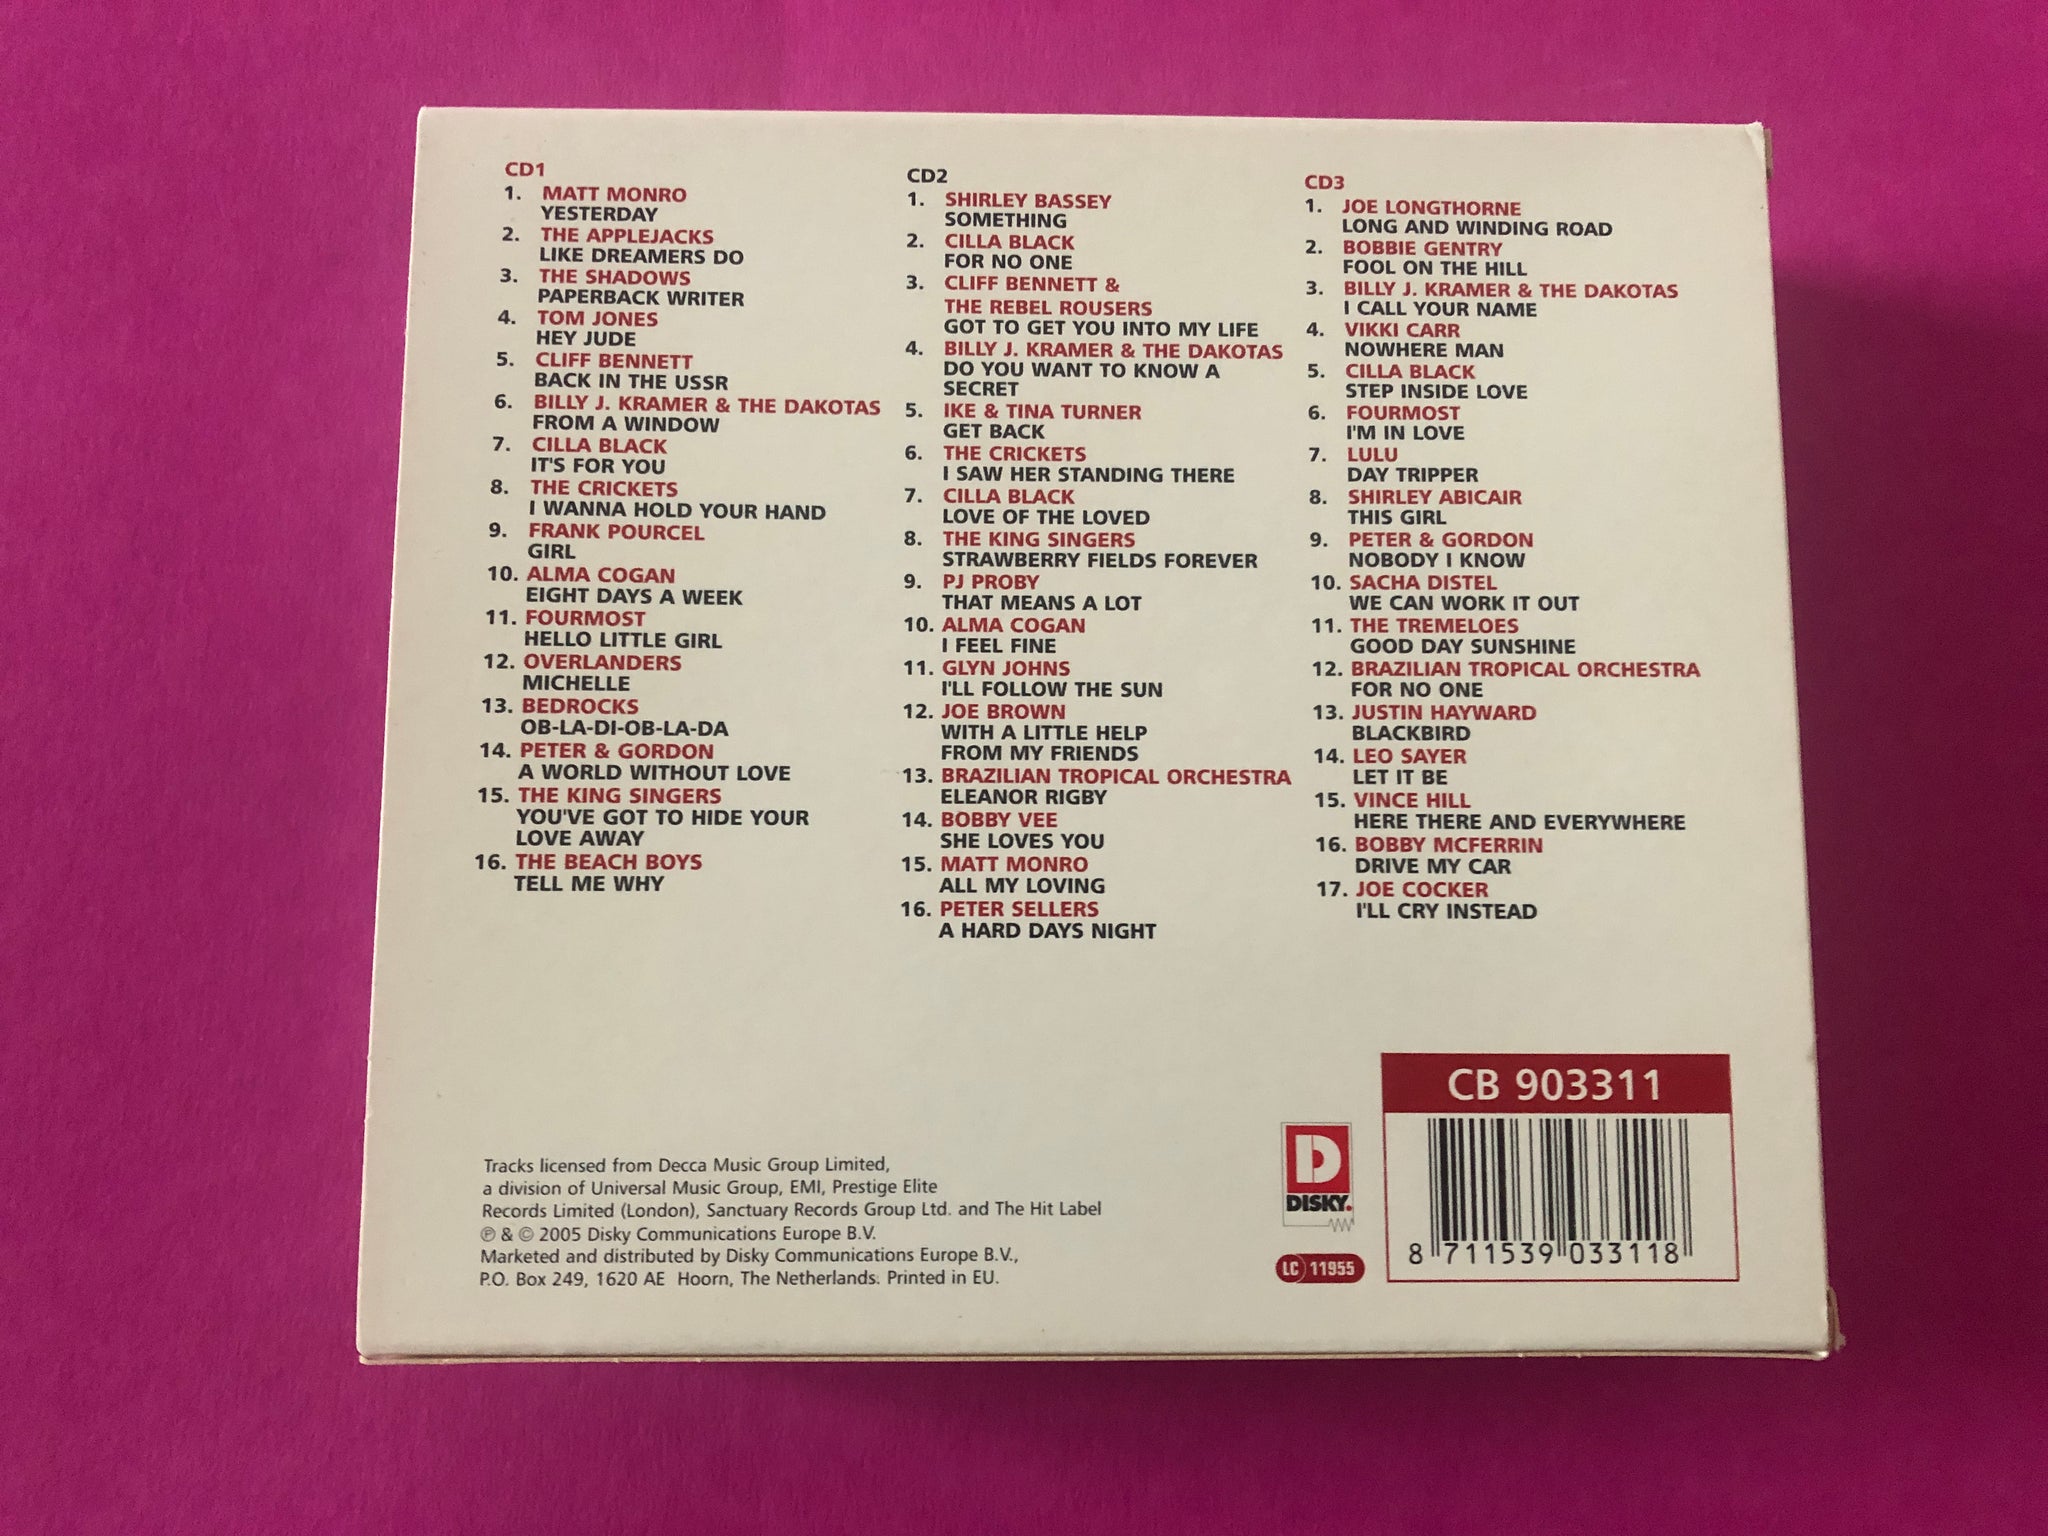 CD1
1. MATT MONRO
YESTERDAY
2. THE APPLEJACKS
LIKE DREAMERS DO
3. THE SHADOWS
PAPERBACK WRITER
4. TOM JONES
HEY JUDE
5. CLIFF BENNETT
BACK IN THE USSR
6. BILLY J. KRAMER & THE DAKOTAS
FROM A WINDOW
7. CILLA BLACK
IT'S FOR YOU
8. THE CRICKETS
I WANNA HOLD YOUR HAND
9. FRANK POURCEL
GIRL
10. ALMA COGAN
EIGHT DAYS A WEEK
11. FOURMOST
HELLO LITTLE GIRL
12. OVERLANDERS
MICHELLE
13. BEDROCKS
OB-LA-DI-OB-LA-DA
14. PETER & GORDON
A WORLD WITHOUT LOVE
15. THE KING SINGERS
YOU'VE GOT TO HIDE YOUR
LOVE AWAY
16. THE BEACH BOYS
TELL ME WHY
CD2
1. SHIRLEY BASSEY
SOMETHING
2. CILLA BLACK
FOR NO ONE
3. CLIFF BENNETT &
THE REBEL ROUSERS
GOT TO GET YOU INTO MY LIFE
4. BILLY J. KRAMER & THE DAKOTAS
DO YOU WANT TO KNOW A
SECRET
5. IKE & TINA TURNER
GET BACK
6. THE CRICKETS
I SAW HER STANDING THERE
7. CILLA BLACK
LOVE OF THE LOVED
8. THE KING SINGERS
STRAWBERRY FIELDS FOREVER
9. PJ PROBY
THAT MEANS A LOT
10. ALMA COGAN
I FEEL FINE
11. GLYN JOHNS
I'LL FOLLOW THE SUN
12. JOE BROWN
WITH A LITTLE HELP
FROM MY FRIENDS
13. BRAZILIAN TROPICAL ORCHESTRA
ELEANOR RIGBY
14. BOBBY VEE
SHE LOVES YOU
15. MATT MONRO
ALL MY LOVING
16. PETER SELLERS
A HARD DAYS NIGHT
CD3
1. JOE LONGTHORNE
LONG AND WINDING ROAD
2. BOBBIE GENTRY
FOOL ON THE HILL
3. BILLY J. KRAMER & THE DAKOTAS
I CALL YOUR NAME
4. VIKKI CARR
NOWHERE MAN
5. CILLA BLACK
STEP INSIDE LOVE
6. FOURMOST
I'M IN LOVE
7. LULU
DAY TRIPPER
8. SHIRLEY ABICAIR
THIS GIRL
9. PETER & GORDON
NOBODY I KNOW
10. SACHA DISTEL
WE CAN WORK IT OUT
11. THE TREMELOES
GOOD DAY SUNSHINE
12. BRAZILIAN TROPICAL ORCHESTRA
FOR NO ONE
13. JUSTIN HAYWARD
BLACKBIRD
14. LEO SAYER
LET IT BE
15. VINCE HILL
HERE THERE AND EVERYWHERE
16. BOBBY MCFERRIN
DRIVE MY CAR
17. JOE COCKER
I'LL CRY INSTEAD
Tracks licensed from Decca Music Group Limited,
a division of Universal Music Group, EMI, Prestige Elite
Records Limited (London), Sanctuary Records Group Ltd. and The Hit Label
℗ & © 2005 Disky Communications Europe B.V.
Marketed and distributed by Disky Communications Europe B.V.,
P.O. Box 249, 1620 AE Hoorn, The Netherlands. Printed in EU.
D
DISKY.
LC 11955
CB 903311
8 711539 033118